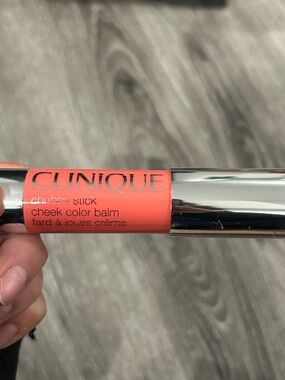 CLINIQUE
chubby stick
cheek color balm
fard à joues crème